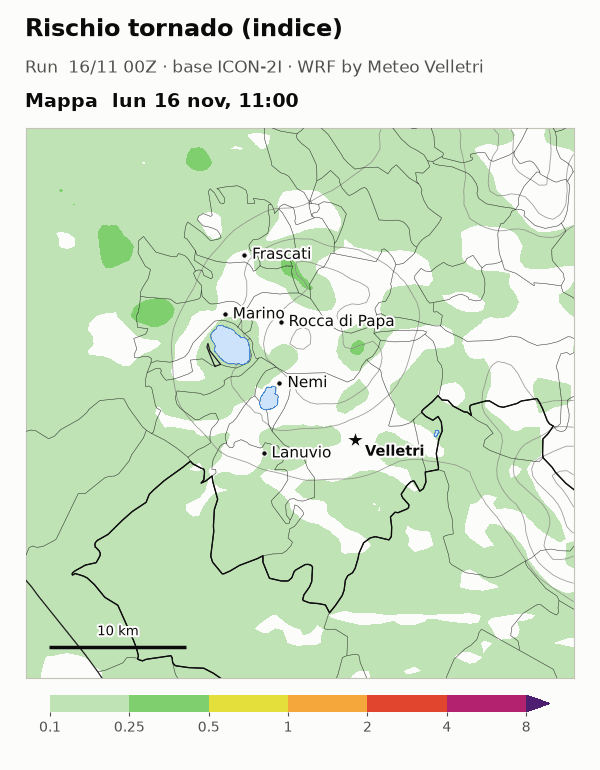 Rischio tornado (indice)
Run  16/11 00Z · base ICON-2I · WRF by Meteo Velletri
Mappa  lun 16 nov, 11:00
Frascati
Marino
Rocca di Papa
Nemi
Velletri
Lanuvio
10 km
0.1 0.25 0.5 1 2 4 8